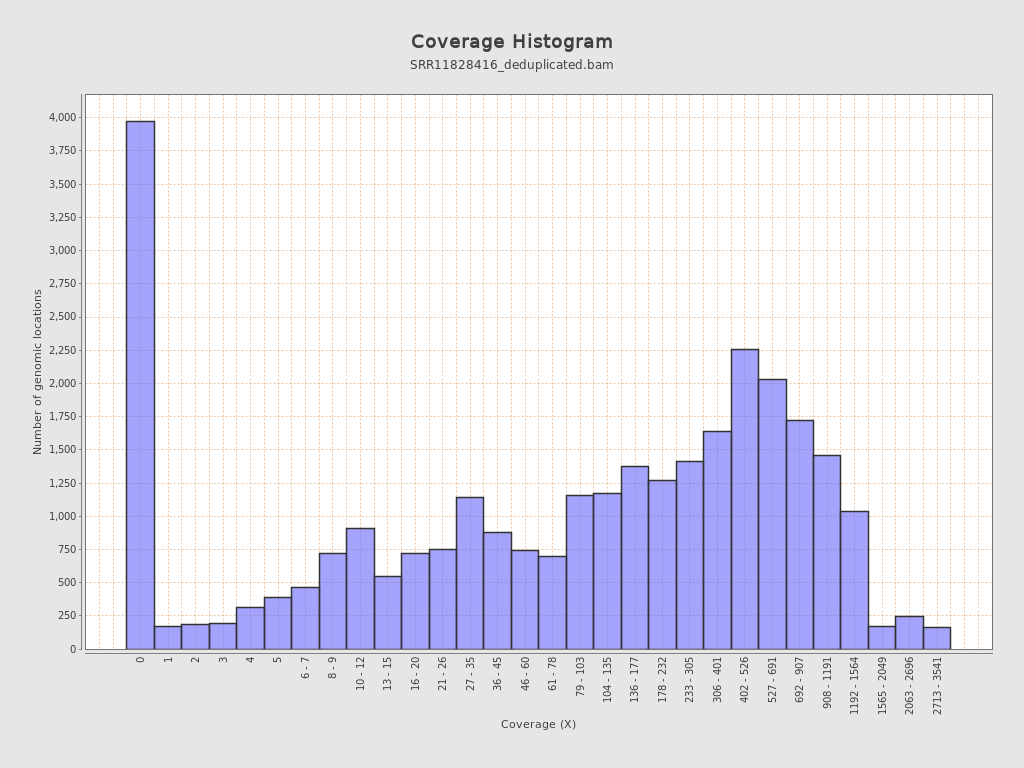 Coverage Histogram
SRR11828416_deduplicated.bam
Number of genomic locations
4,000
3,750
3,500
3,250
3,000
2,750
2,500
2,250
2,000
1,750
1,500
1,250
1,000
750
500
250
0
0
1
2
3
4
5
6 - 7
8 - 9
10 - 12
13 - 15
16 - 20
21 - 26
27 - 35
36 - 45
46 - 60
61 - 78
79 - 103
104 - 135
136 - 177
178 - 232
233 - 305
306 - 401
402 - 526
527 - 691
692 - 907
908 - 1191
1192 - 1564
1565 - 2049
2063 - 2696
2713 - 3541
Coverage (X)